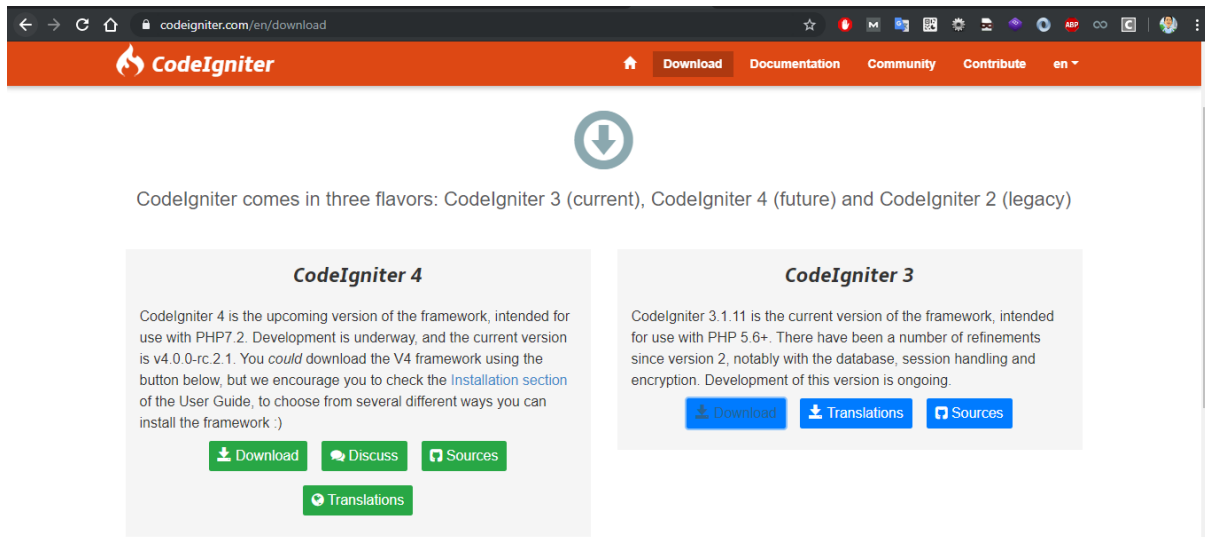 codeigniter.com/en/download
CodeIgniter
Download
Documentation
Community
Contribute
en
CodeIgniter comes in three flavors: CodeIgniter 3 (current), CodeIgniter 4 (future) and CodeIgniter 2 (legacy)
CodeIgniter 4
CodeIgniter 4 is the upcoming version of the framework, intended for
use with PHP7.2. Development is underway, and the current version
is v4.0.0-rc.2.1. You could download the V4 framework using the
button below, but we encourage you to check the Installation section
of the User Guide, to choose from several different ways you can
install the framework :)
Download
Discuss
Sources
Translations
CodeIgniter 3
CodeIgniter 3.1.11 is the current version of the framework, intended
for use with PHP 5.6+. There have been a number of refinements
since version 2, notably with the database, session handling and
encryption. Development of this version is ongoing.
Download
Translations
Sources